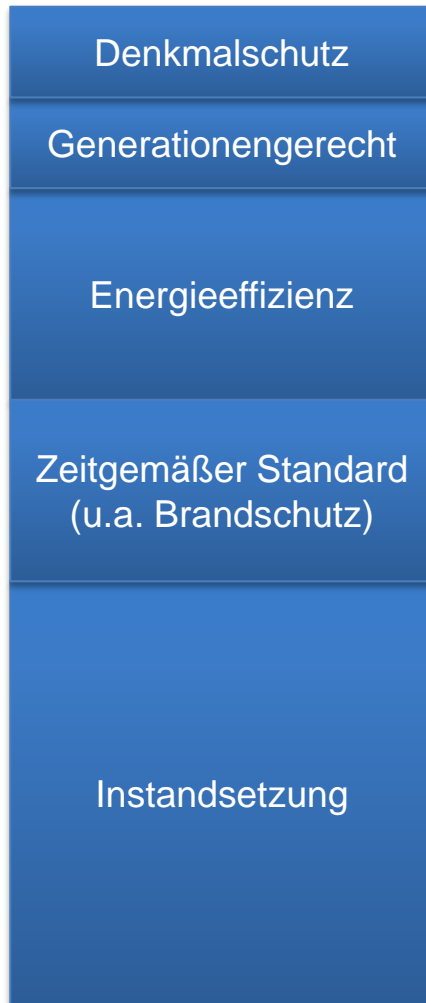 Denkmalschutz
Generationengerecht
Energieeffizienz
Zeitgemäßer Standard
(u.a. Brandschutz)
Instandsetzung